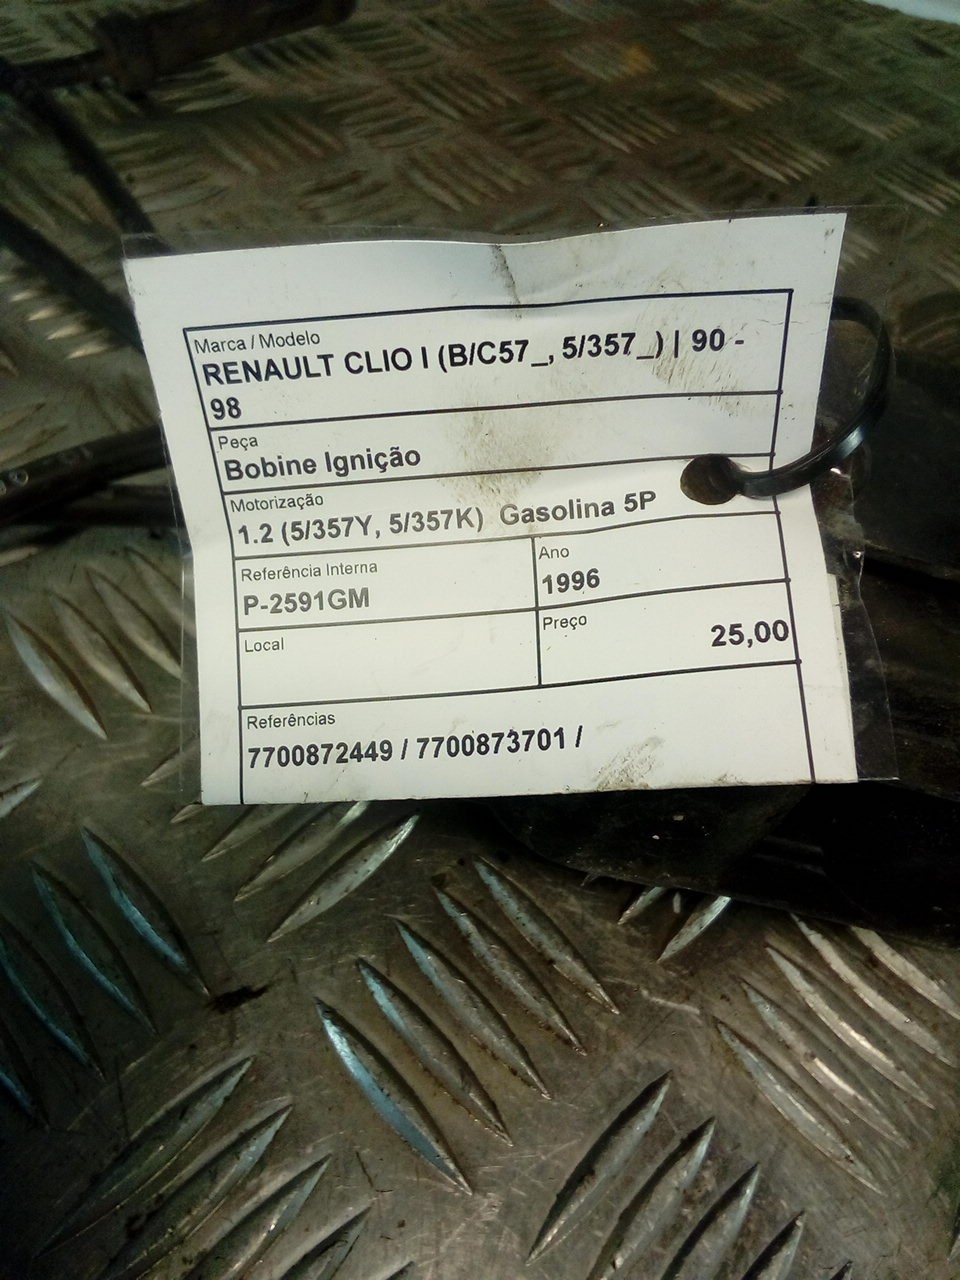 Marca / Modelo
RENAULT CLIO I (B/C57_, 5/357_) | 90 -
98
Peça
Bobine Ignição
Motorização
1.2 (5/357Y, 5/357K) Gasolina 5P
Referência Interna
P-2591GM
Ano
1996
Local
Preço
25,00
Referências
7700872449 / 7700873701 /